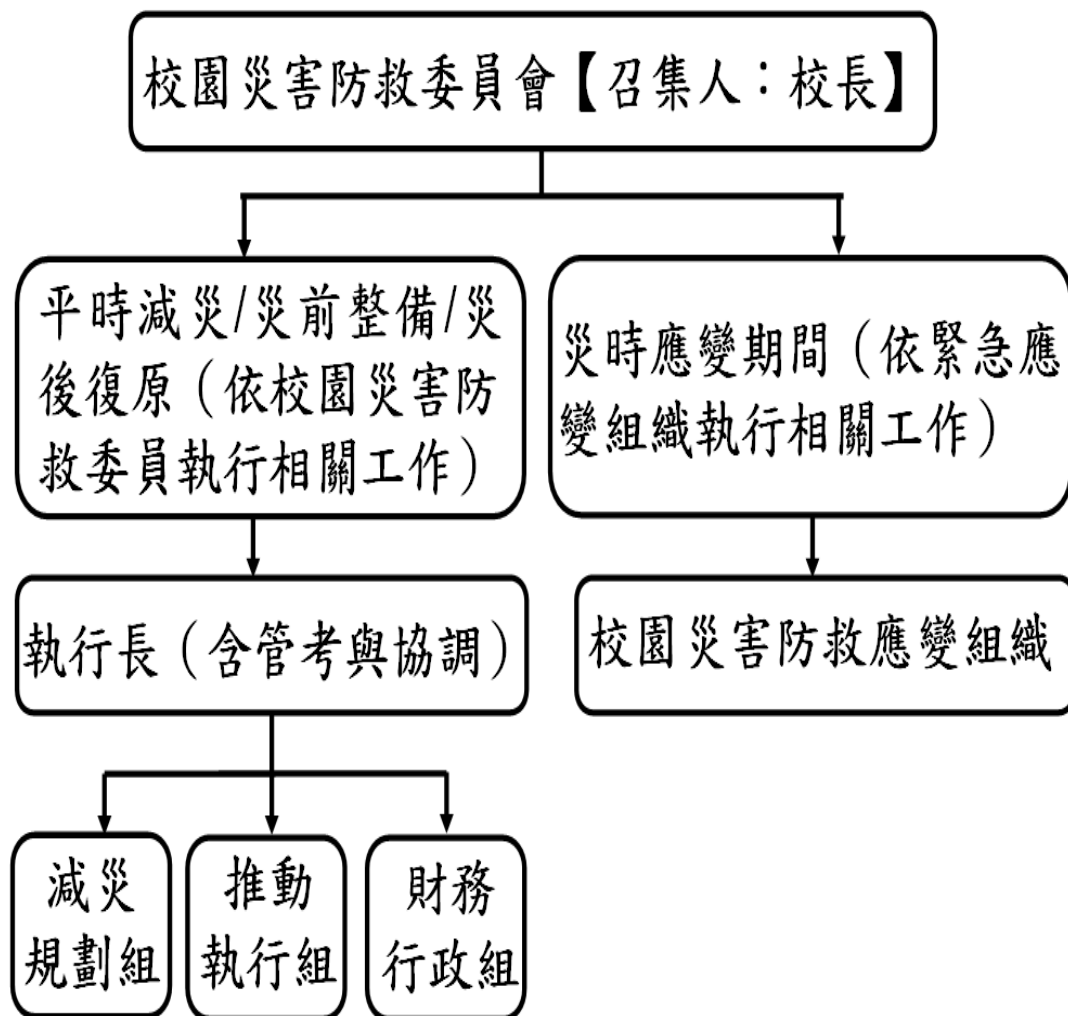 校園災害防救委員會【召集人：校長】
平時減災/災前整備/災
後復原（依校園災害防
救委員執行相關工作）
災時應變期間（依緊急應
變組織執行相關工作）
執行長（含管考與協調）
校園災害防救應變組織
減災
規劃組
推動
執行組
財務
行政組